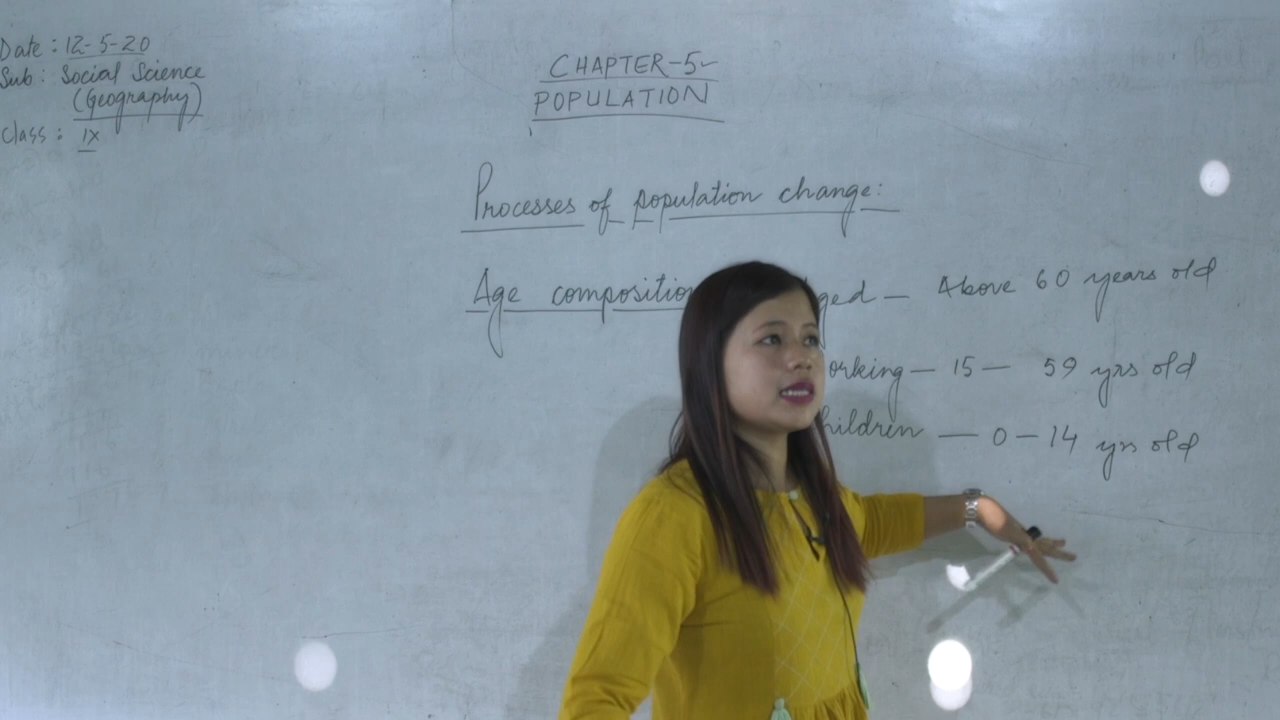 Date : 12-5-20
Sub : Social Science
(Geography)
Class : IX
CHAPTER-5
POPULATION
Processes of population change:
Age composition ged — Above 60 years old
orking — 15 — 59 yrs old
hildren — 0 — 14 yrs old